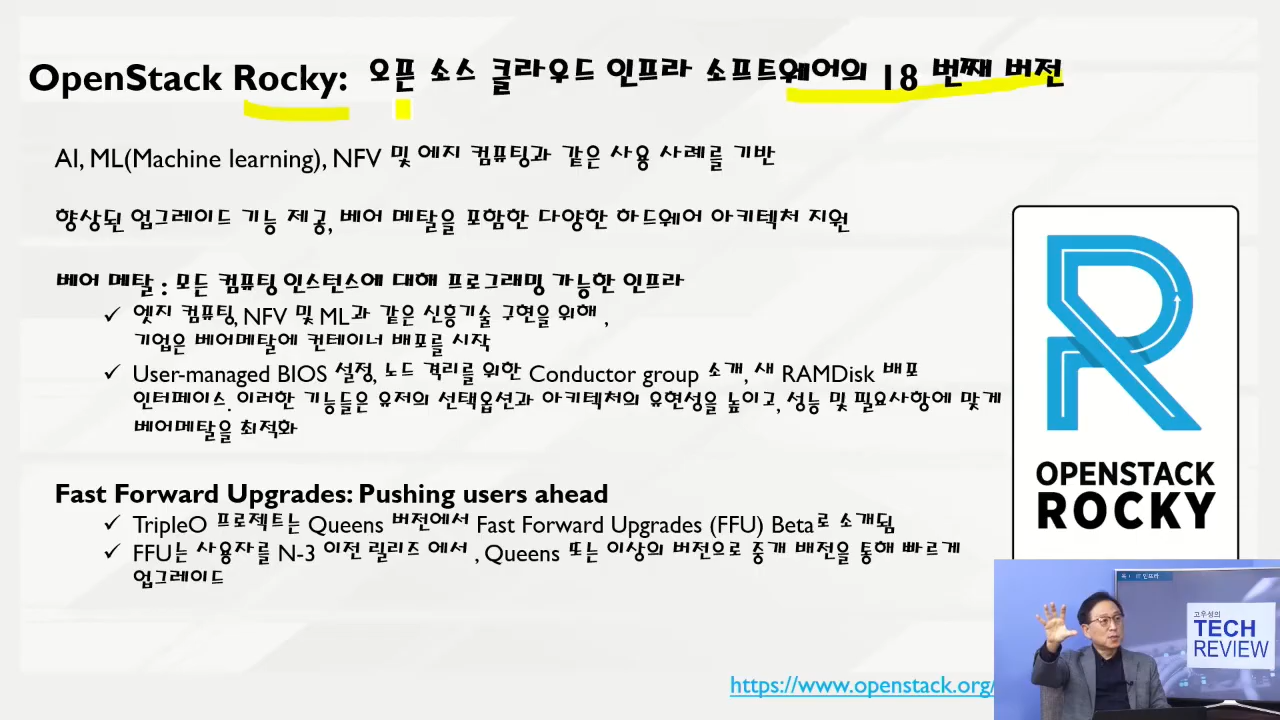 OpenStack Rocky: 오픈 소스 클라우드 인프라 소프트웨어의 18 번째 버전
AI, ML(Machine learning), NFV 및 에지 컴퓨팅과 같은 사용 사례를 기반
향상된 업그레이드 기능 제공, 베어 메탈을 포함한 다양한 하드웨어 아키텍처 지원
베어 메탈 : 모든 컴퓨팅 인스턴스에 대해 프로그래밍 가능한 인프라
✓ 엣지 컴퓨팅, NFV 및 ML과 같은 신흥기술 구현을 위해 ,
기업은 베어메탈에 컨테이너 배포를 시작
✓ User-managed BIOS 설정, 노드 격리를 위한 Conductor group 소개, 새 RAMDisk 배포
인터페이스. 이러한 기능들은 유저의 선택옵션과 아키텍처의 유현성을 높이고, 성능 및 필요사항에 맞게
베어메탈을 최적화
Fast Forward Upgrades: Pushing users ahead
✓ TripleO 프로젝트는 Queens 버전에서 Fast Forward Upgrades (FFU) Beta로 소개됨
✓ FFU는 사용자를 N-3 이전 릴리즈 에서 , Queens 또는 이상의 버전으로 중개 배전을 통해 빠르게
업그레이드
OPENSTACK
ROCKY
IT 인프라
고우성의
TECH
REVIEW
https://www.openstack.org/